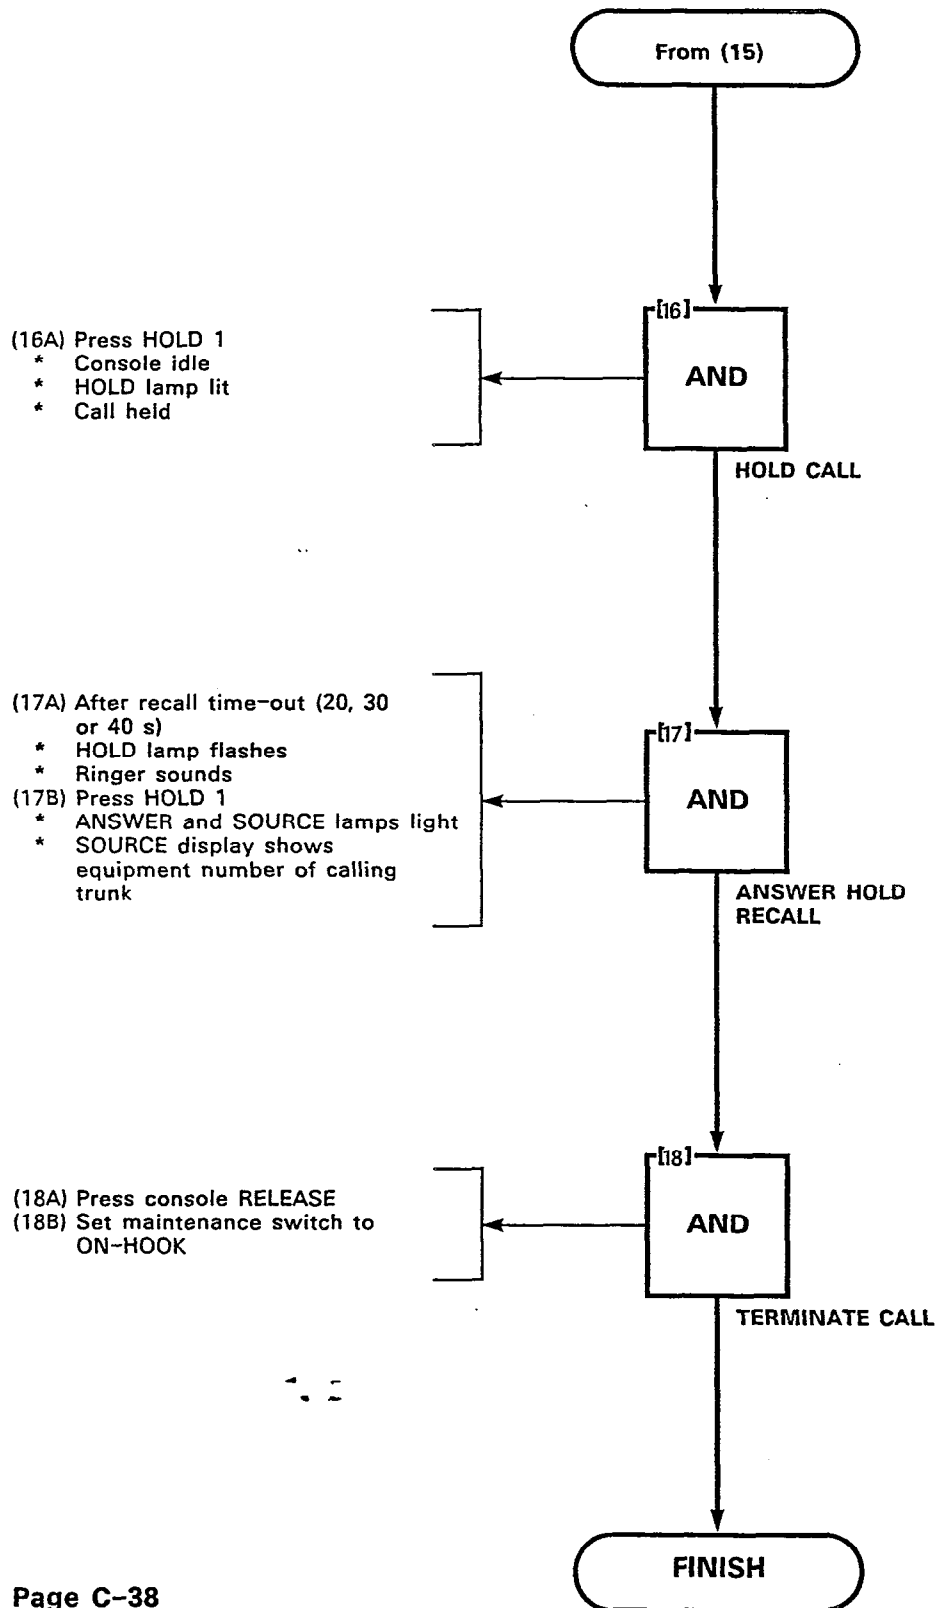 From (15)
[16]
(16A) Press HOLD 1
* Console idle
* HOLD lamp lit
* Call held
AND
HOLD CALL
(17A) After recall time-out (20, 30
or 40 s)
* HOLD lamp flashes
* Ringer sounds
(17B) Press HOLD 1
* ANSWER and SOURCE lamps light
* SOURCE display shows
equipment number of calling
trunk
[17]
AND
ANSWER HOLD
RECALL
[18]
(18A) Press console RELEASE
(18B) Set maintenance switch to
ON-HOOK
AND
TERMINATE CALL
FINISH
Page C-38